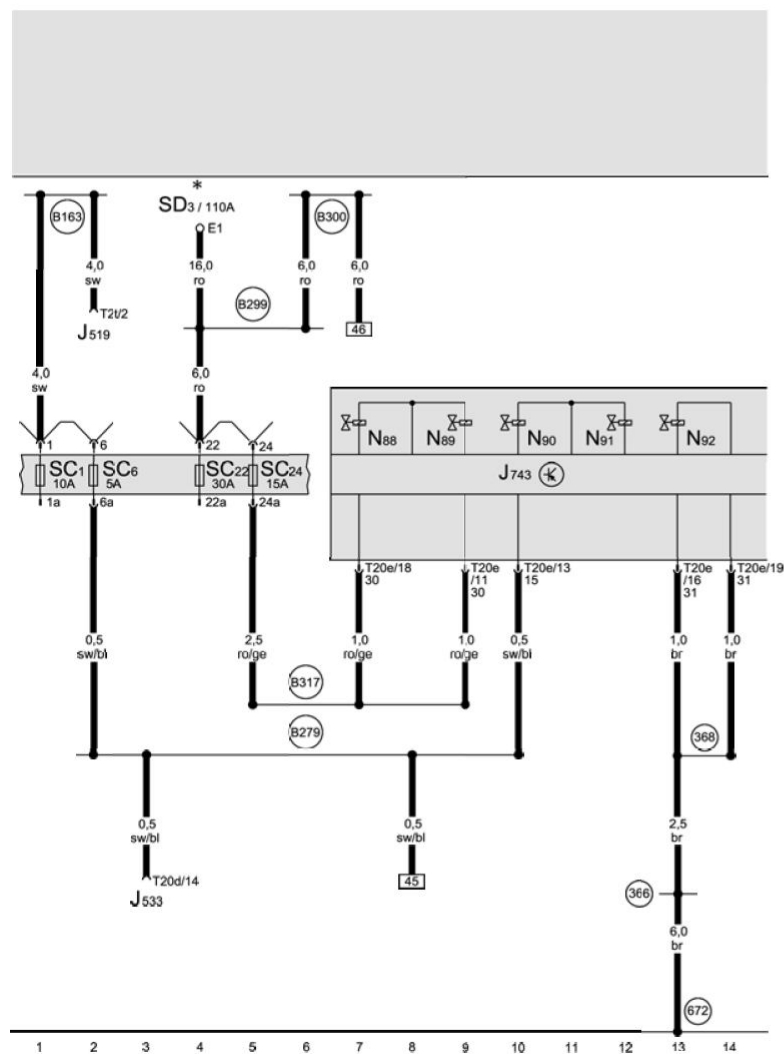 *
SD3 / 110A
E1
B163
B300
4,0
sw
16,0
ro
6,0
ro
6,0
ro
B299
T2t/2
J519
46
4,0
sw
6,0
ro
N88
N89
N90
N91
N92
1
6
22
24
SC1
10A
SC6
5A
SC22
30A
SC24
15A
J743
1a
6a
22a
24a
T20e/18
30
T20e
/11
30
T20e/13
15
T20e
/16
31
T20e/19
31
0,5
sw/bl
2,5
ro/ge
1,0
ro/ge
1,0
ro/ge
0,5
sw/bl
1,0
br
1,0
br
B317
B279
368
0,5
sw/bl
0,5
sw/bl
2,5
br
T20d/14
J533
45
366
6,0
br
672
1 2 3 4 5 6 7 8 9 10 11 12 13 14